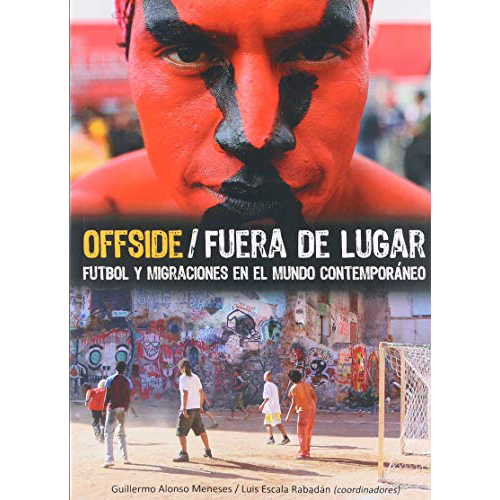 OFFSIDE / FUERA DE LUGAR
FUTBOL Y MIGRACIONES EN EL MUNDO CONTEMPORÁNEO
Guillermo Alonso Meneses / Luis Escala Rabadán (coordinadores)